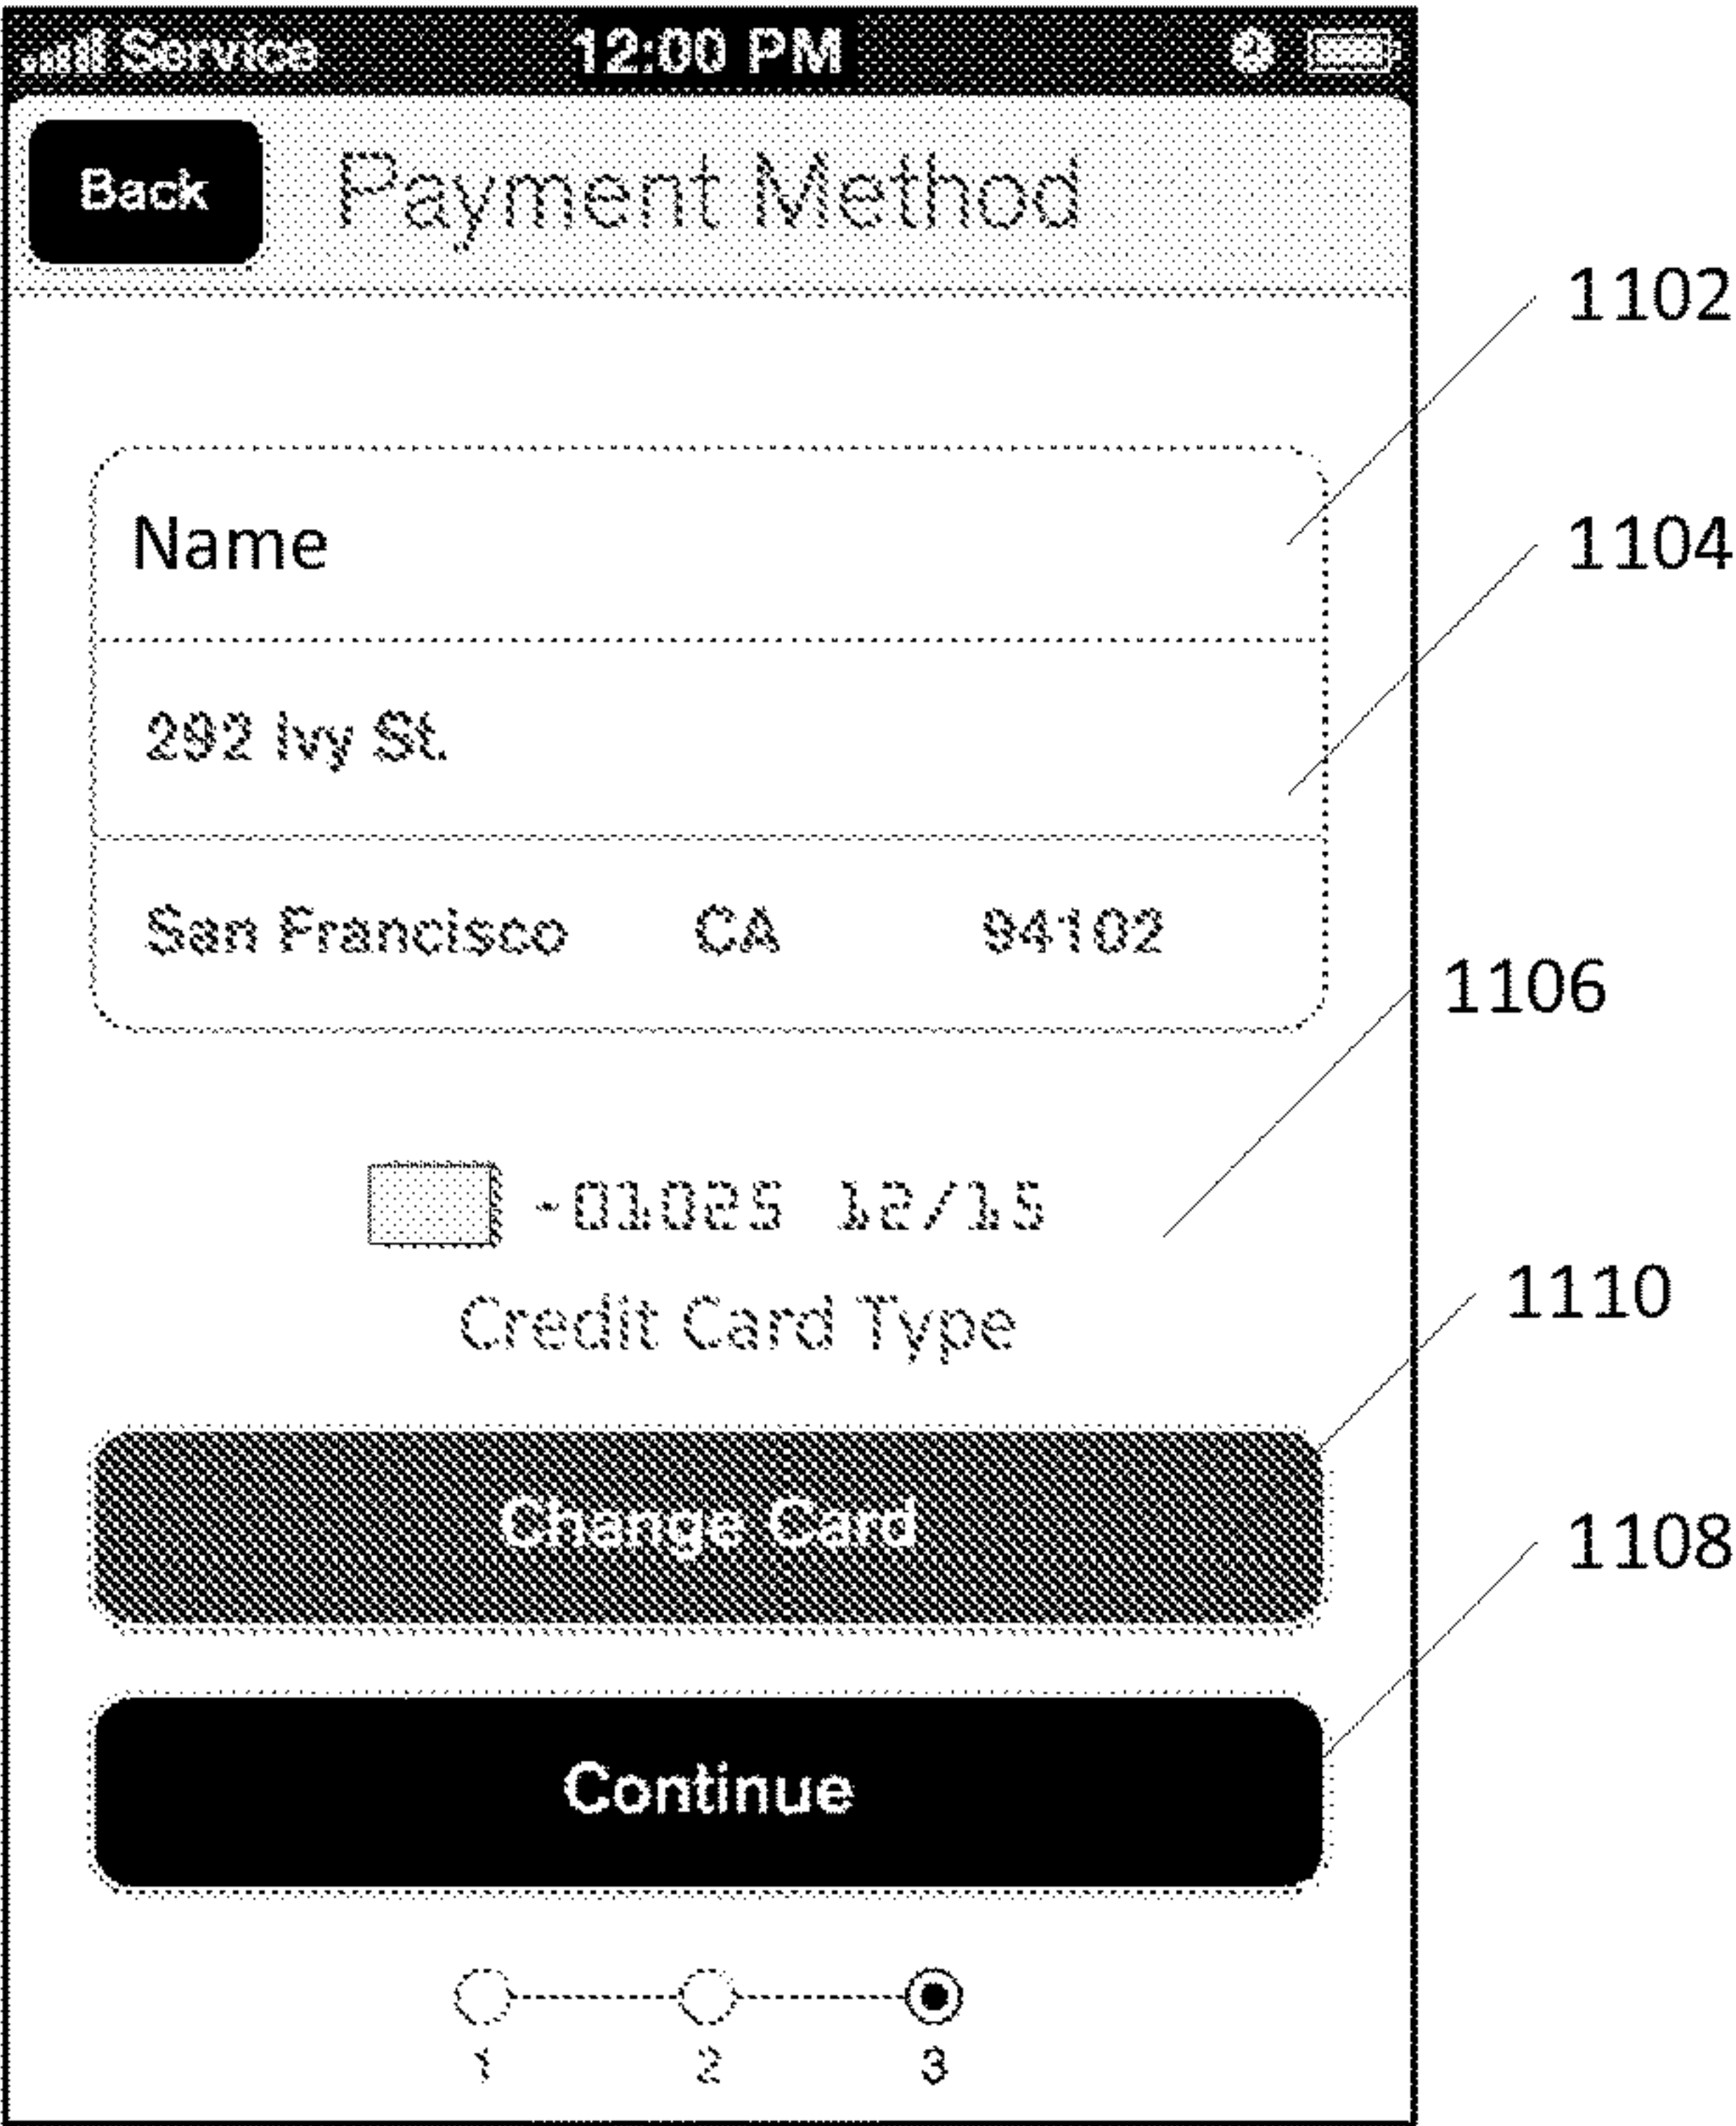 Service 12:00 PM
Back Payment Method
1102
Name
1104
292 Ivy St.
San Francisco CA 94102
1106
-01025 12/15
Credit Card Type
1110
Change Card
1108
Continue
1 2 3